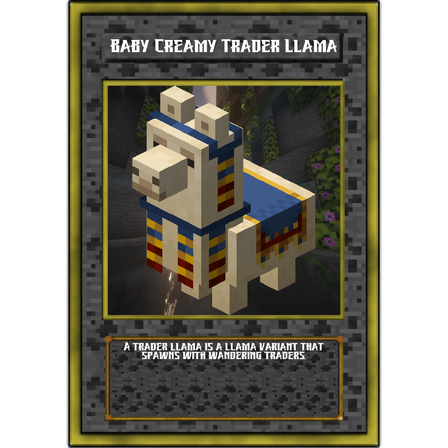 BABY CREAMY TRADER LLAMA
A TRADER LLAMA IS A LLAMA VARIANT THAT
SPAWNS WITH WANDERING TRADERS.